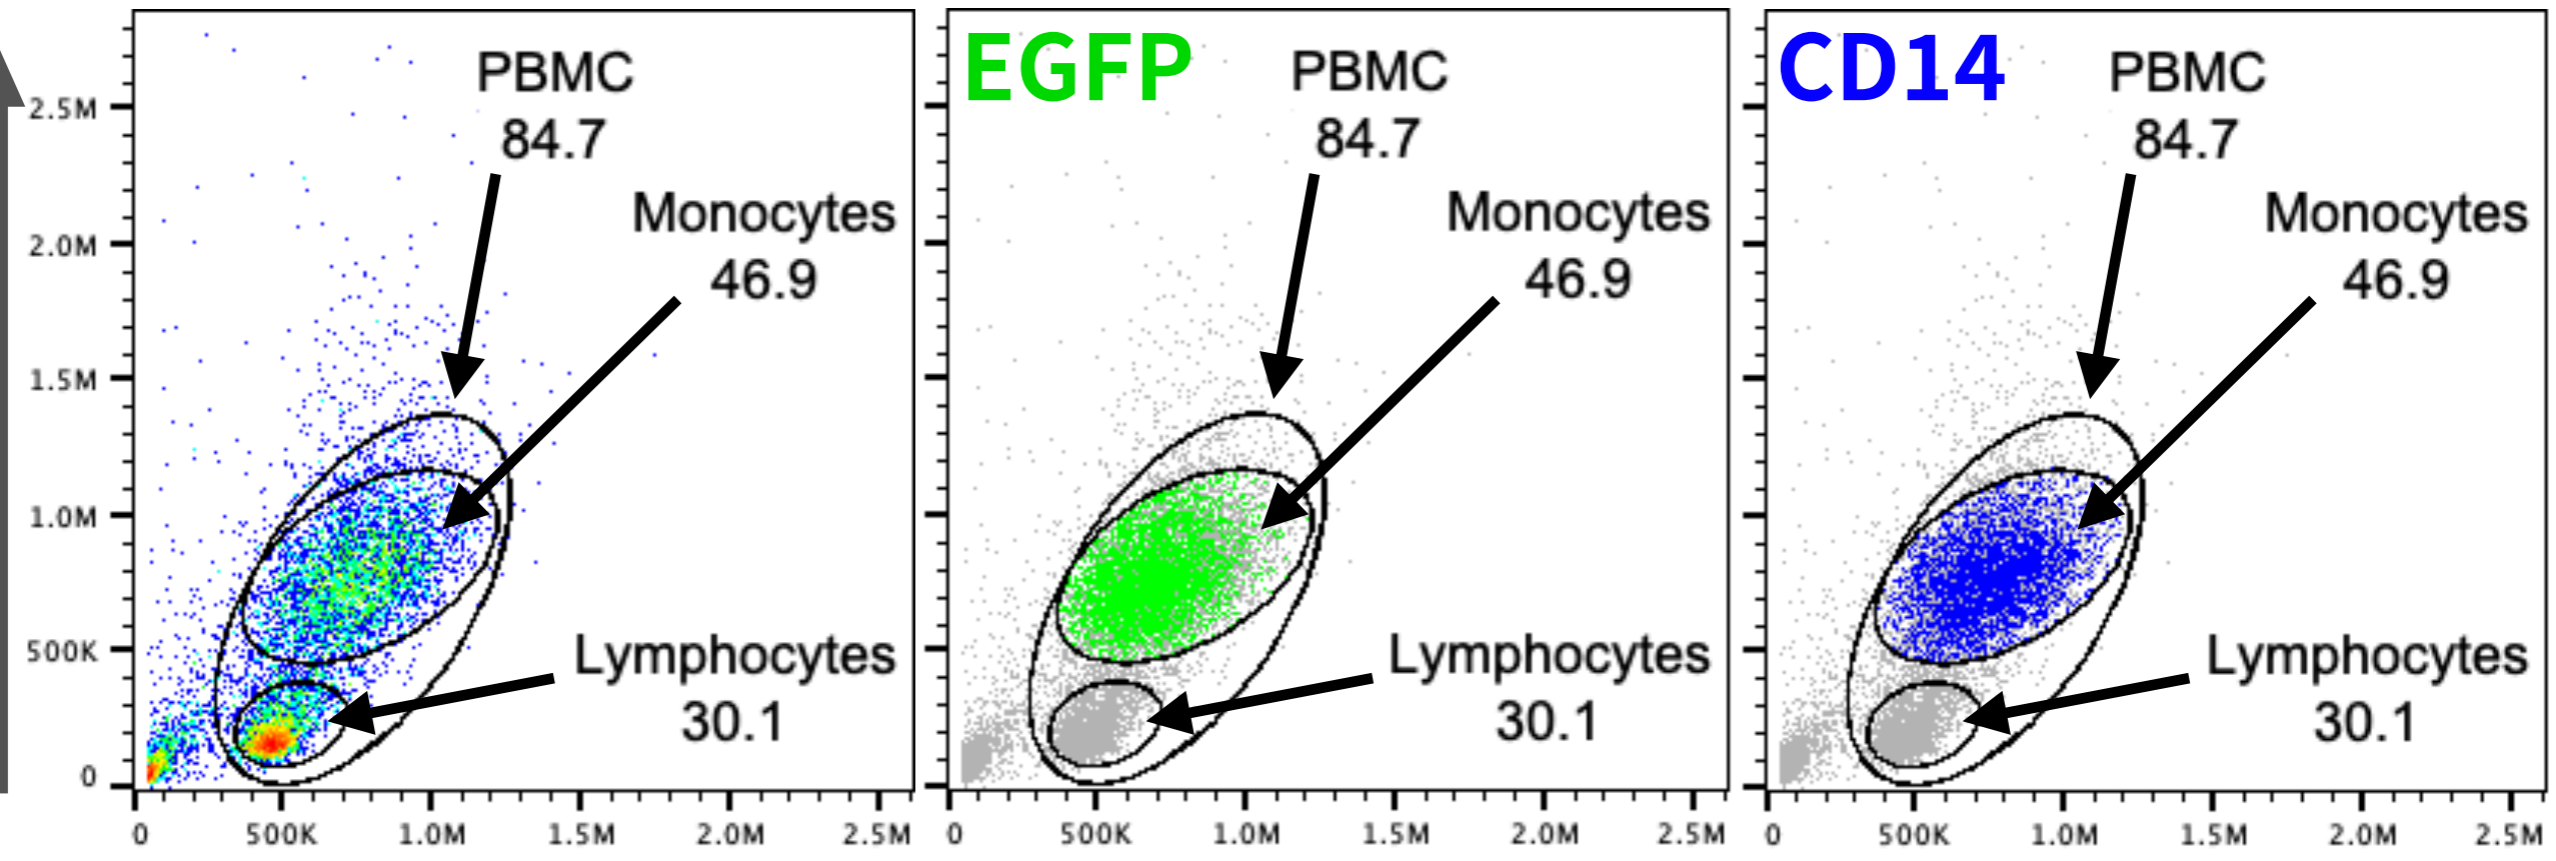 PBMC
84.7
Monocytes
46.9
Lymphocytes
30.1
2.5M
2.0M
1.5M
1.0M
500K
0
0 500K 1.0M 1.5M 2.0M 2.5M
EGFP
PBMC
84.7
Monocytes
46.9
Lymphocytes
30.1
0 500K 1.0M 1.5M 2.0M 2.5M
CD14
PBMC
84.7
Monocytes
46.9
Lymphocytes
30.1
0 500K 1.0M 1.5M 2.0M 2.5M